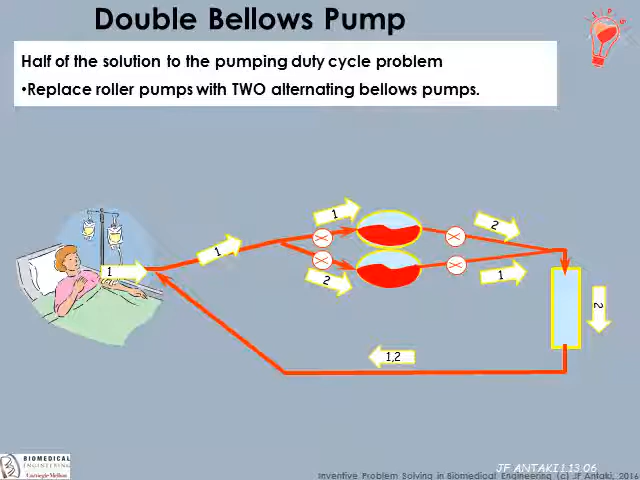 Double Bellows Pump
TIPS
Half of the solution to the pumping duty cycle problem
•Replace roller pumps with TWO alternating bellows pumps.
1
2
1
1
2
1
2
1,2
BIOMEDICAL
ENGINEERING
Carnegie Mellon
JF ANTAKI 1.13.06
Inventive Problem Solving in Biomedical Engineering (c) JF Antaki, 2016